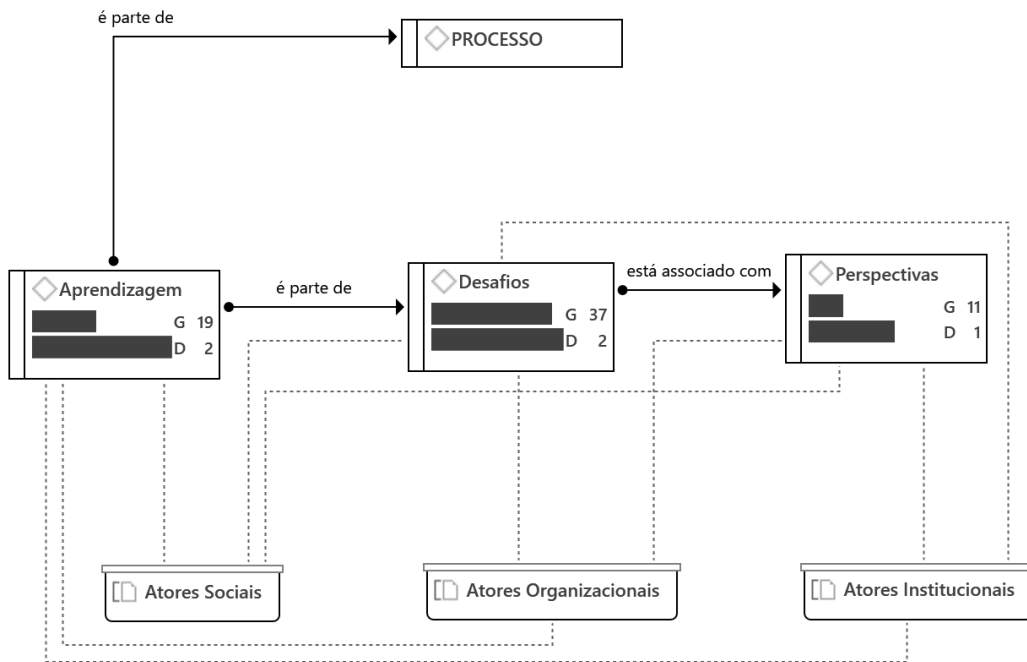 é parte de
PROCESSO
Aprendizagem
G 19
D 2
é parte de
Desafios
G 37
D 2
está associado com
Perspectivas
G 11
D 1
Atores Sociais
Atores Organizacionais
Atores Institucionais